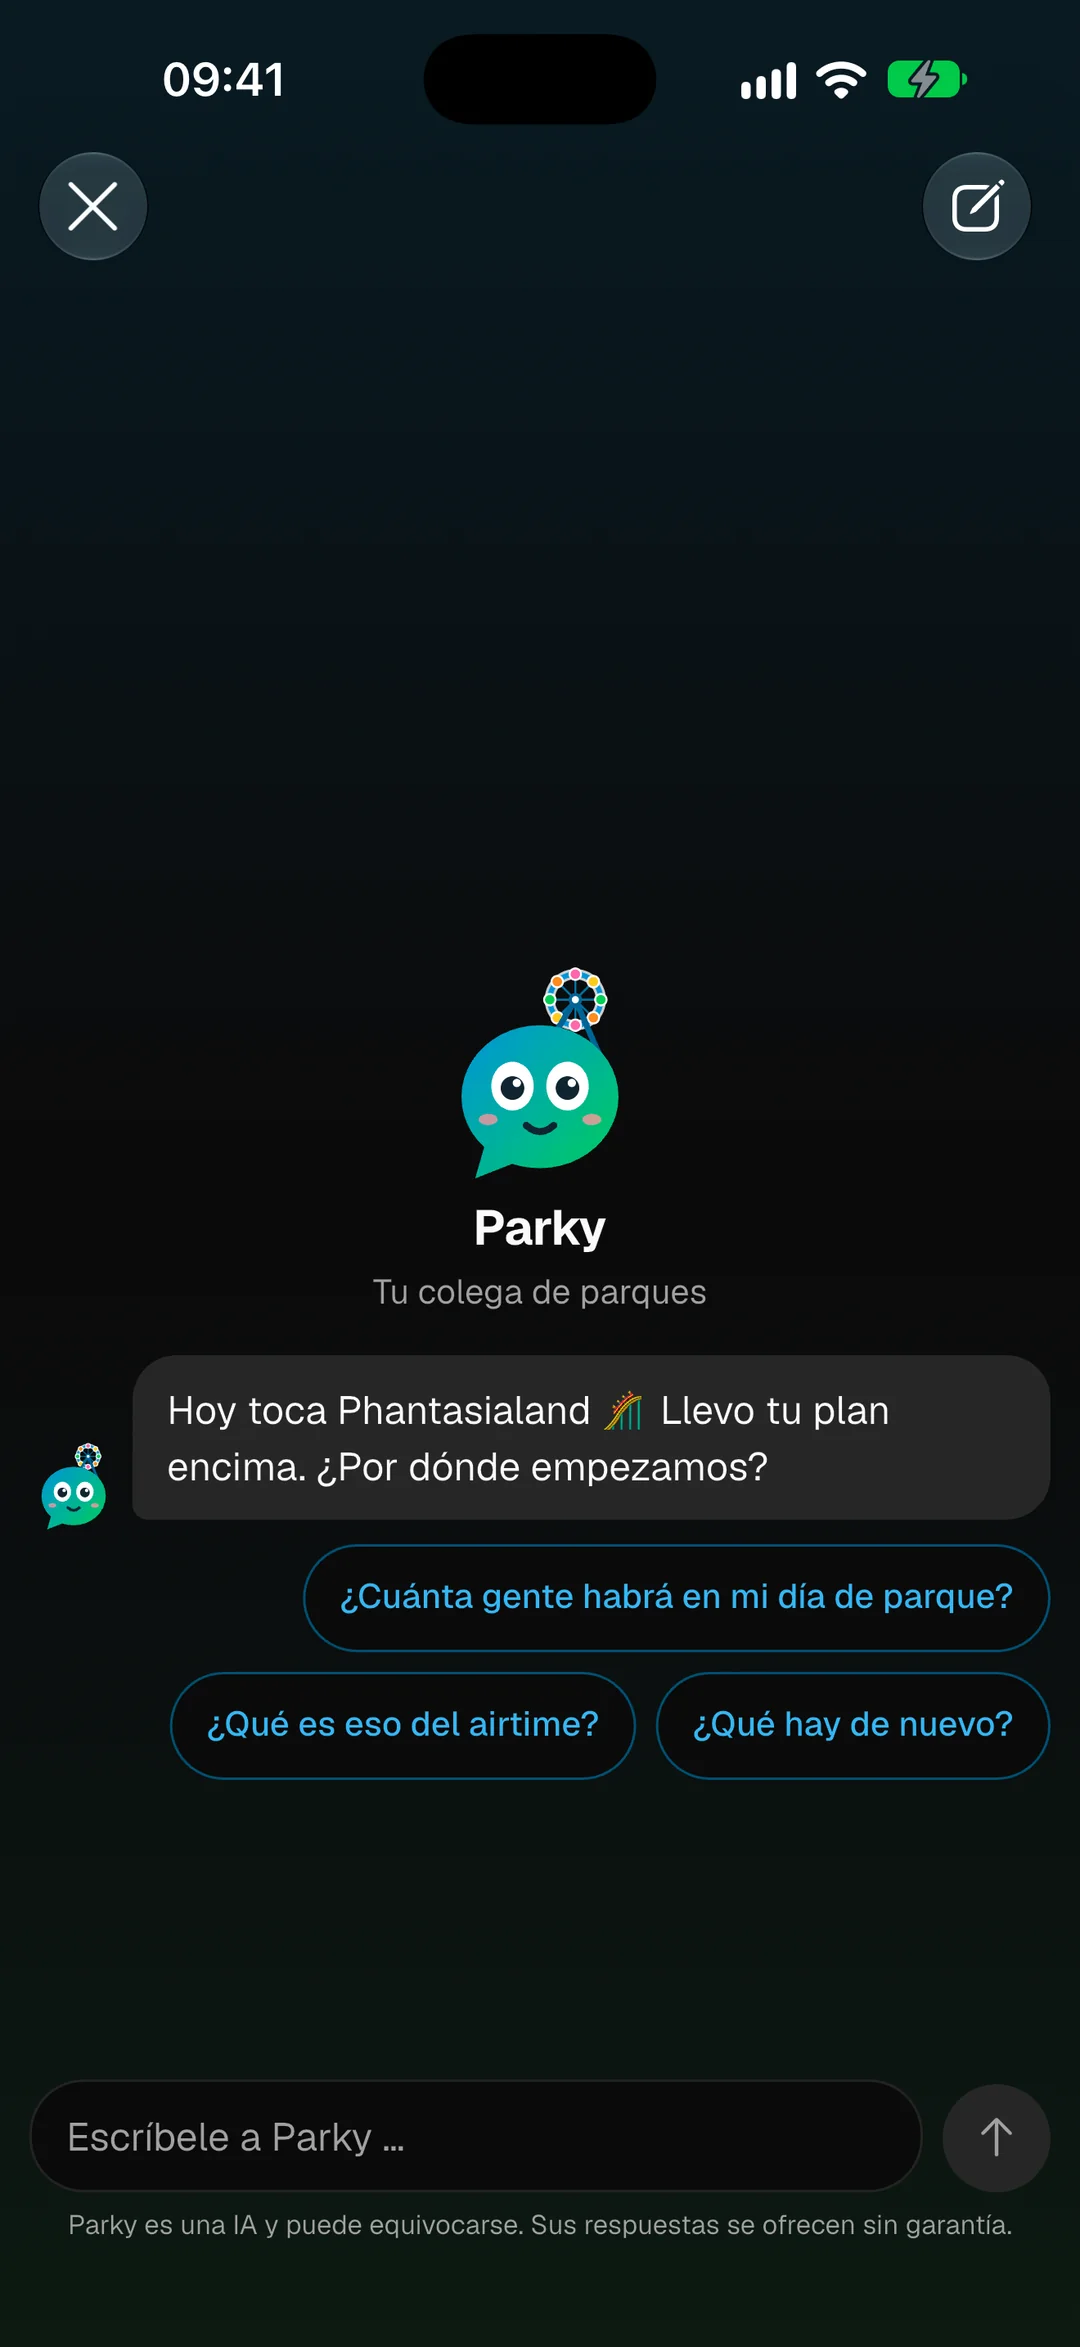 09:41
Parky
Tu colega de parques
Hoy toca Phantasialand 🎢 Llevo tu plan
encima. ¿Por dónde empezamos?
¿Cuánta gente habrá en mi día de parque?
¿Qué es eso del airtime?
¿Qué hay de nuevo?
Escríbele a Parky ...
Parky es una IA y puede equivocarse. Sus respuestas se ofrecen sin garantía.